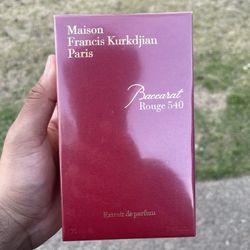 Maison
Francis Kurkdjian
Paris
Baccarat
Rouge 540
Extrait de parfum